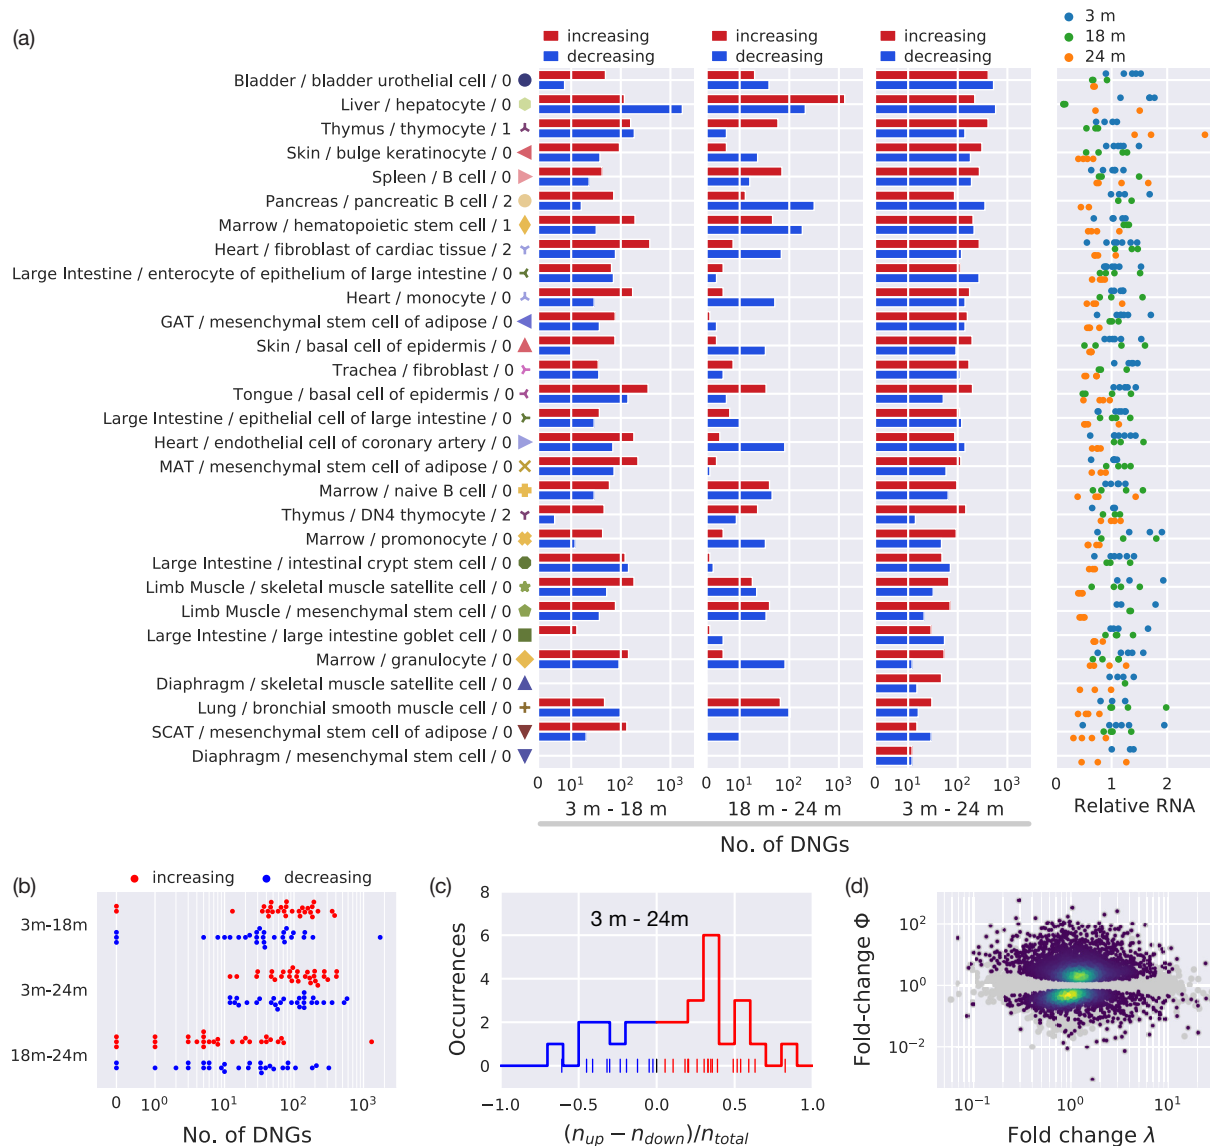 (a)
increasing
decreasing
increasing
decreasing
increasing
decreasing
3 m
18 m
24 m
Bladder / bladder urothelial cell / 0
Liver / hepatocyte / 0
Thymus / thymocyte / 1
Skin / bulge keratinocyte / 0
Spleen / B cell / 0
Pancreas / pancreatic B cell / 2
Marrow / hematopoietic stem cell / 1
Heart / fibroblast of cardiac tissue / 2
Large Intestine / enterocyte of epithelium of large intestine / 0
Heart / monocyte / 0
GAT / mesenchymal stem cell of adipose / 0
Skin / basal cell of epidermis / 0
Trachea / fibroblast / 0
Tongue / basal cell of epidermis / 0
Large Intestine / epithelial cell of large intestine / 0
Heart / endothelial cell of coronary artery / 0
MAT / mesenchymal stem cell of adipose / 0
Marrow / naive B cell / 0
Thymus / DN4 thymocyte / 2
Marrow / promonocyte / 0
Large Intestine / intestinal crypt stem cell / 0
Limb Muscle / skeletal muscle satellite cell / 0
Limb Muscle / mesenchymal stem cell / 0
Large Intestine / large intestine goblet cell / 0
Marrow / granulocyte / 0
Diaphragm / skeletal muscle satellite cell / 0
Lung / bronchial smooth muscle cell / 0
SCAT / mesenchymal stem cell of adipose / 0
Diaphragm / mesenchymal stem cell / 0
0 10¹ 10² 10³ 0 10¹ 10² 10³ 0 10¹ 10² 10³ 0 1 2
3 m - 18 m 18 m - 24 m 3 m - 24 m Relative RNA
No. of DNGs
(b)
increasing decreasing
3m-18m
3m-24m
18m-24m
0 10⁰ 10¹ 10² 10³
No. of DNGs
(c)
3 m - 24m
Occurrences
8
6
4
2
0
−1.0 −0.5 0.0 0.5 1.0
(n_up − n_down)/n_total
(d)
Fold-change Φ
10²
10⁰
10⁻²
10⁻¹ 10⁰ 10¹
Fold change λ